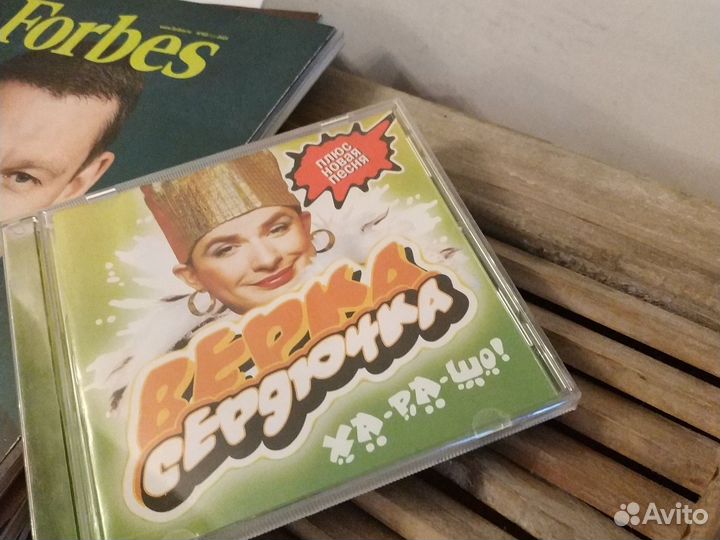 Forbes
ПЛЮС
НОВАЯ
ПЕСНЯ
ВЕРКА
СЕРДЮЧКА
ХА-РА-ШО!
Avito